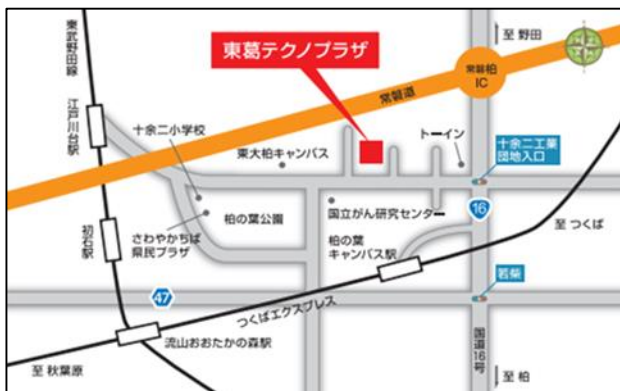 東武野田線
東葛テクノプラザ
至 野田
常磐柏
IC
常磐道
江戸川台駅
十余二小学校
東大柏キャンパス
トーイン
十余二工業
団地入口
国立がん研究センター
16
さわやかちば
県民プラザ
柏の葉公園
柏の葉
キャンパス駅
至 つくば
初石駅
47
つくばエクスプレス
若柴
流山おおたかの森駅
国道16号
至 秋葉原
至 柏